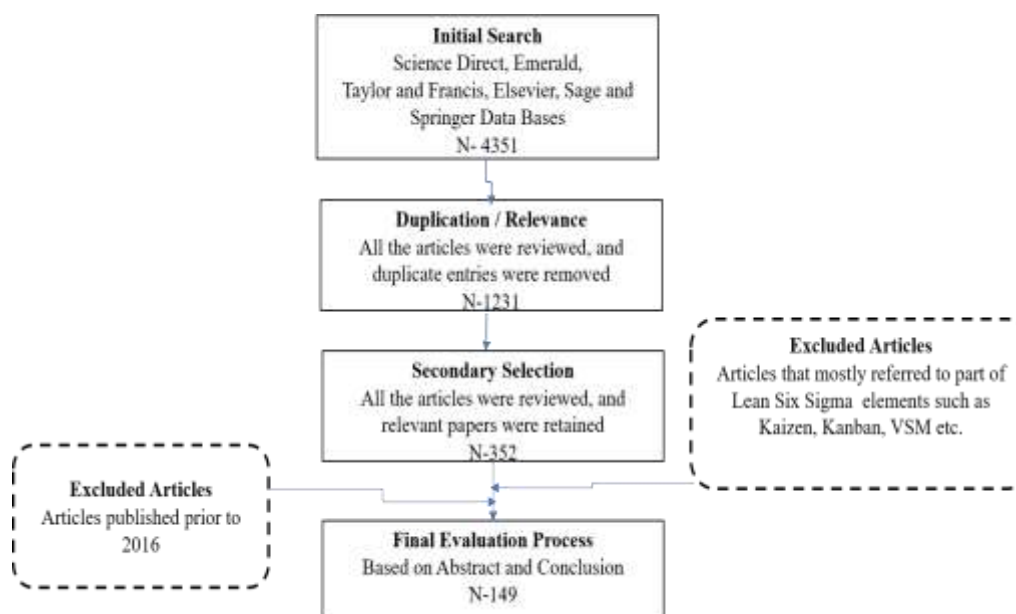 Initial Search
Science Direct, Emerald,
Taylor and Francis, Elsevier, Sage and
Springer Data Bases
N- 4351
Duplication / Relevance
All the articles were reviewed, and
duplicate entries were removed
N-1231
Secondary Selection
All the articles were reviewed, and
relevant papers were retained
N-352
Excluded Articles
Articles that mostly referred to part of
Lean Six Sigma elements such as
Kaizen, Kanban, VSM etc.
Excluded Articles
Articles published prior to
2016
Final Evaluation Process
Based on Abstract and Conclusion
N-149